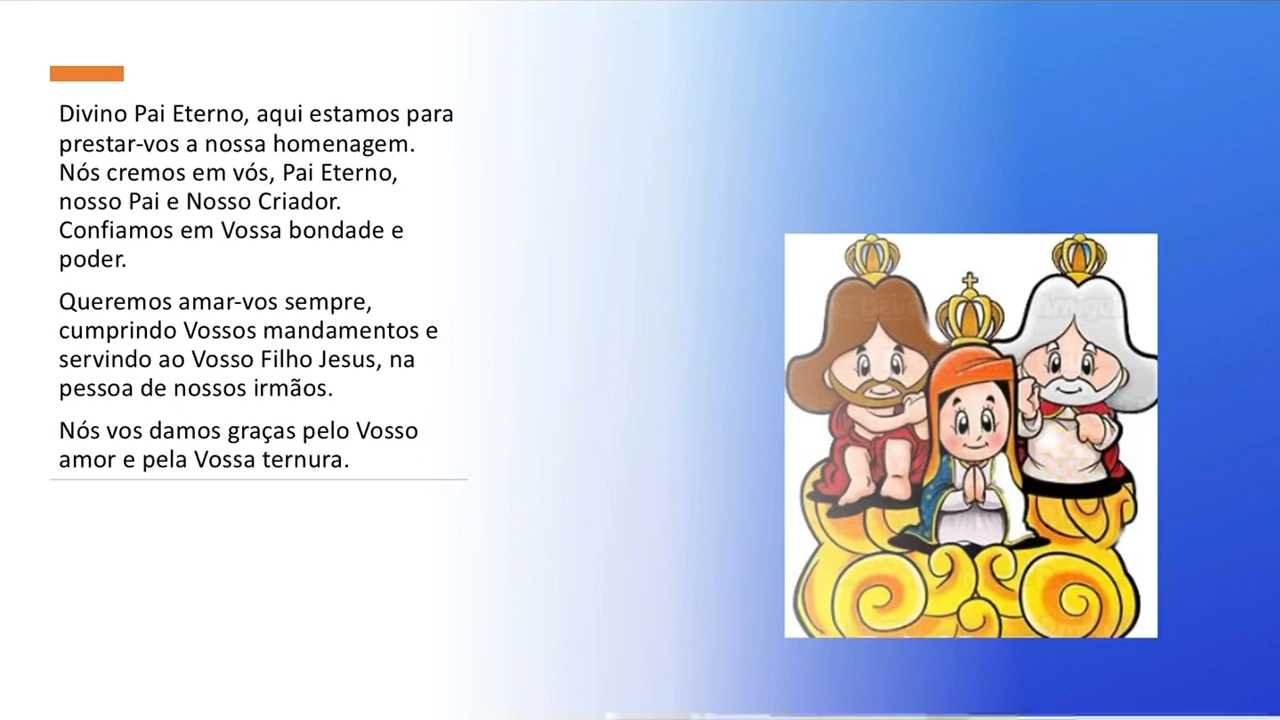 Divino Pai Eterno, aqui estamos para
prestar-vos a nossa homenagem.
Nós cremos em vós, Pai Eterno,
nosso Pai e Nosso Criador.
Confiamos em Vossa bondade e
poder.
Queremos amar-vos sempre,
cumprindo Vossos mandamentos e
servindo ao Vosso Filho Jesus, na
pessoa de nossos irmãos.
Nós vos damos graças pelo Vosso
amor e pela Vossa ternura.